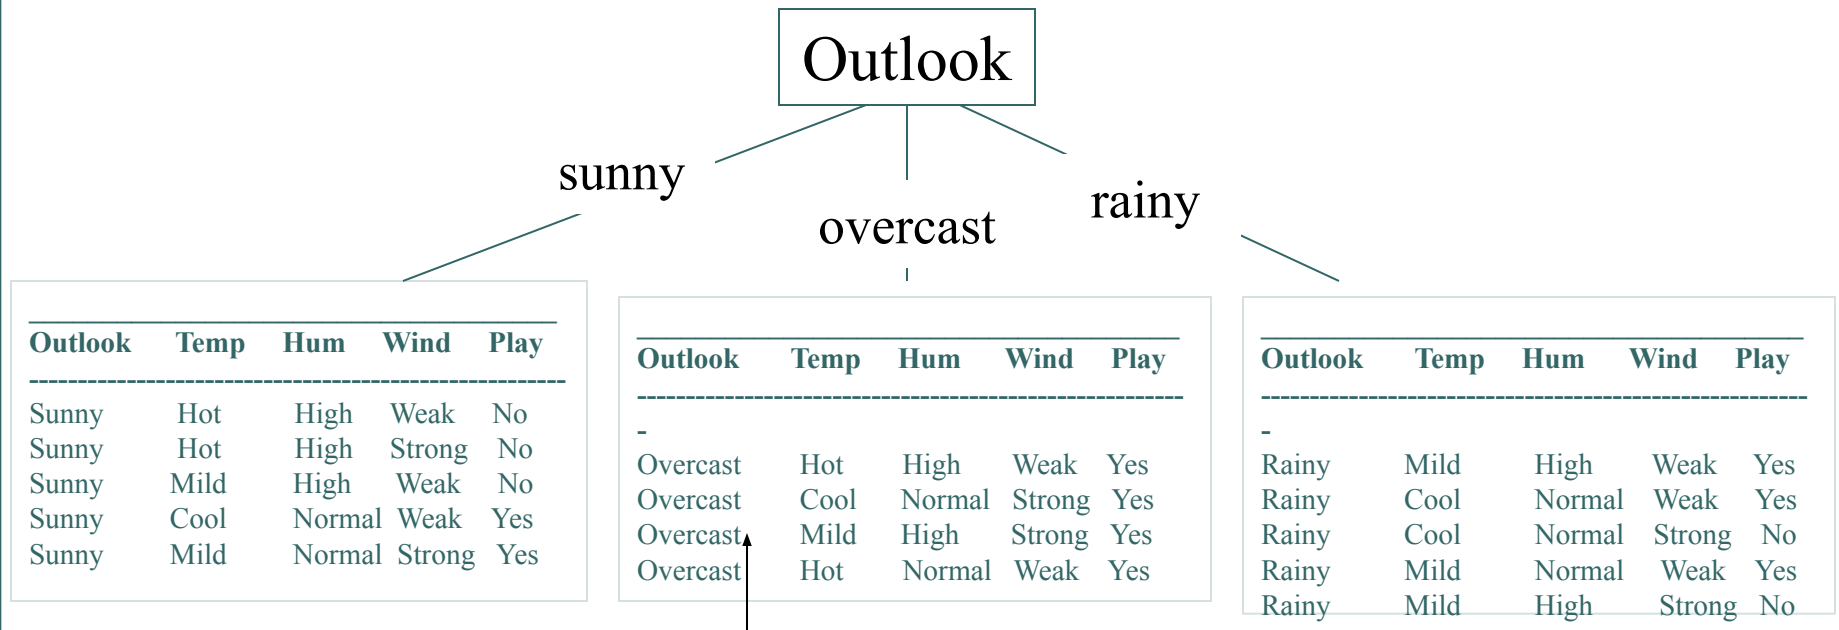 Outlook
sunny
overcast
rainy
Outlook Temp Hum Wind Play
-------------------------------------------------------
Sunny Hot High Weak No
Sunny Hot High Strong No
Sunny Mild High Weak No
Sunny Cool Normal Weak Yes
Sunny Mild Normal Strong Yes
Outlook Temp Hum Wind Play
--------------------------------------------------------
-
Overcast Hot High Weak Yes
Overcast Cool Normal Strong Yes
Overcast Mild High Strong Yes
Overcast Hot Normal Weak Yes
Outlook Temp Hum Wind Play
--------------------------------------------------------
-
Rainy Mild High Weak Yes
Rainy Cool Normal Weak Yes
Rainy Cool Normal Strong No
Rainy Mild Normal Weak Yes
Rainy Mild High Strong No